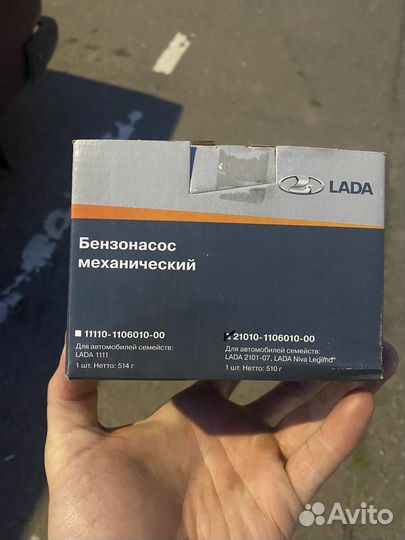 LADA
Бензонасос
механический
11110-1106010-00
Для автомобилей семейств:
LADA 1111
1 шт. Нетто: 514 г
21010-1106010-00
Для автомобилей семейств:
LADA 2101-07, LADA Niva Legend*
1 шт. Нетто: 510 г
Avito